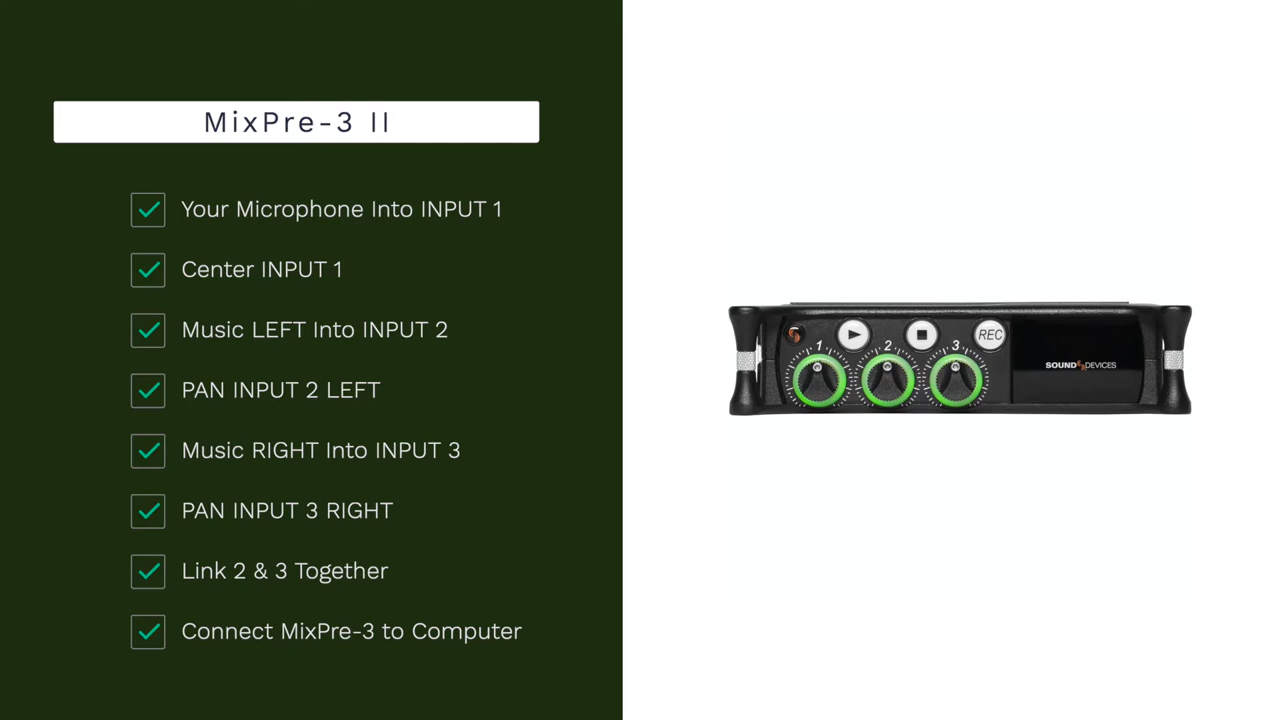 MixPre-3 II
Your Microphone Into INPUT 1
Center INPUT 1
Music LEFT Into INPUT 2
PAN INPUT 2 LEFT
Music RIGHT Into INPUT 3
PAN INPUT 3 RIGHT
Link 2 & 3 Together
Connect MixPre-3 to Computer
1 2 3 REC
SOUND DEVICES